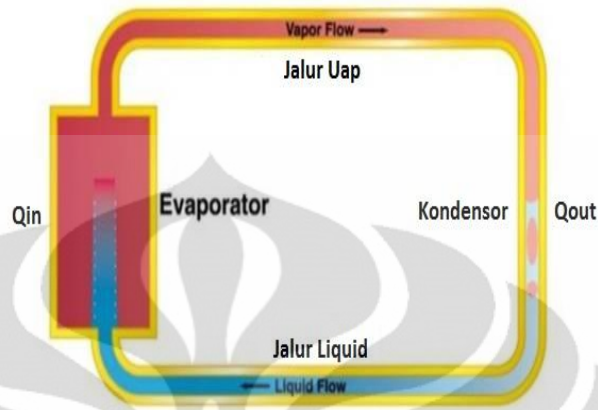 Vapor Flow
Jalur Uap
Qin
Evaporator
Kondensor
Qout
Jalur Liquid
Liquid Flow